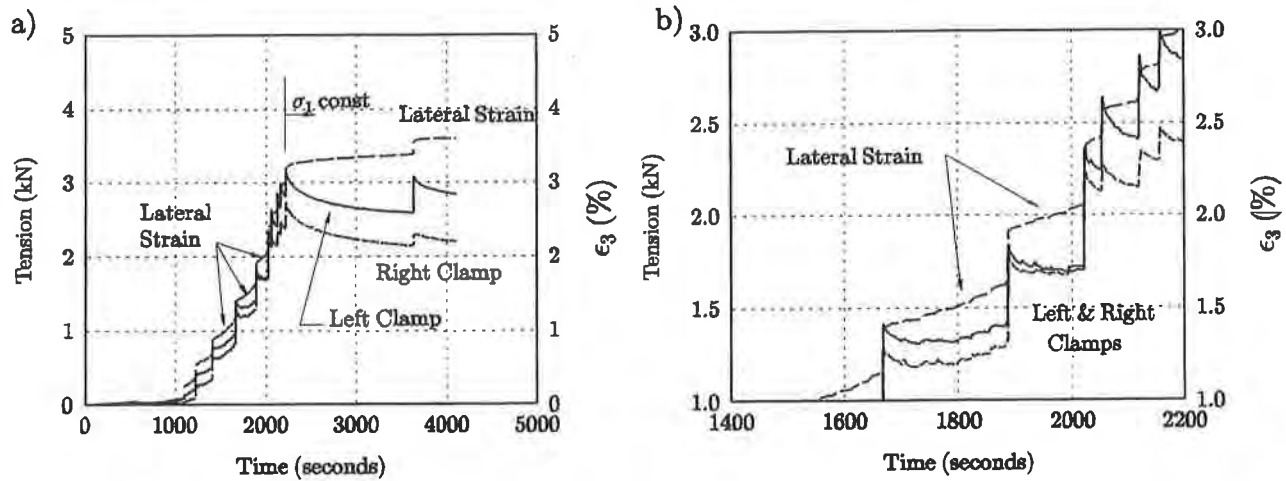 a)
5
4
3
2
1
0
Tension (kN)
0
1000
2000
3000
4000
5000
Time (seconds)
5
4
3
2
1
0
ϵ3 (%)
σ1 const
Lateral Strain
Lateral
Strain
Right Clamp
Left Clamp
b)
3.0
2.5
2.0
1.5
1.0
Tension (kN)
1400
1600
1800
2000
2200
Time (seconds)
3.0
2.5
2.0
1.5
1.0
ϵ3 (%)
Lateral Strain
Left & Right
Clamps